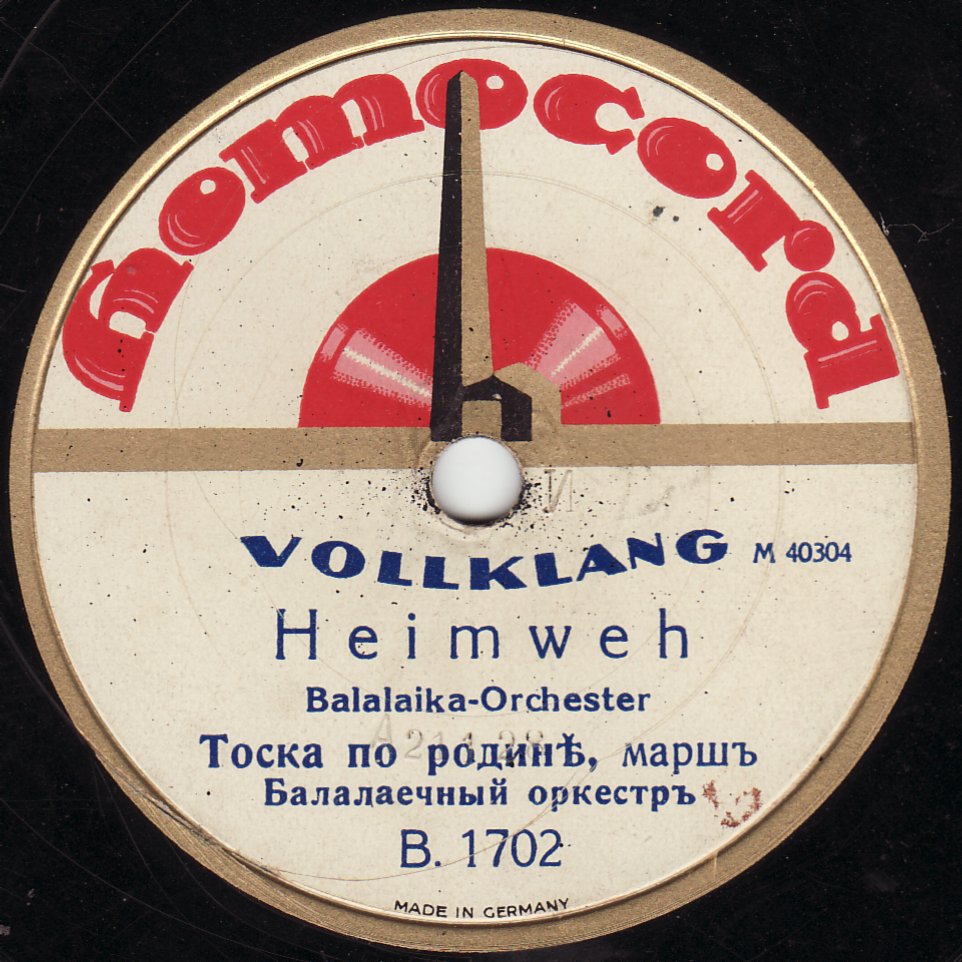 homocord
VOLLKLANG M 40304
Heimweh
Balalaika-Orchester
Тоска по родинѣ, маршъ
Балалаечный оркестръ
B. 1702
MADE IN GERMANY